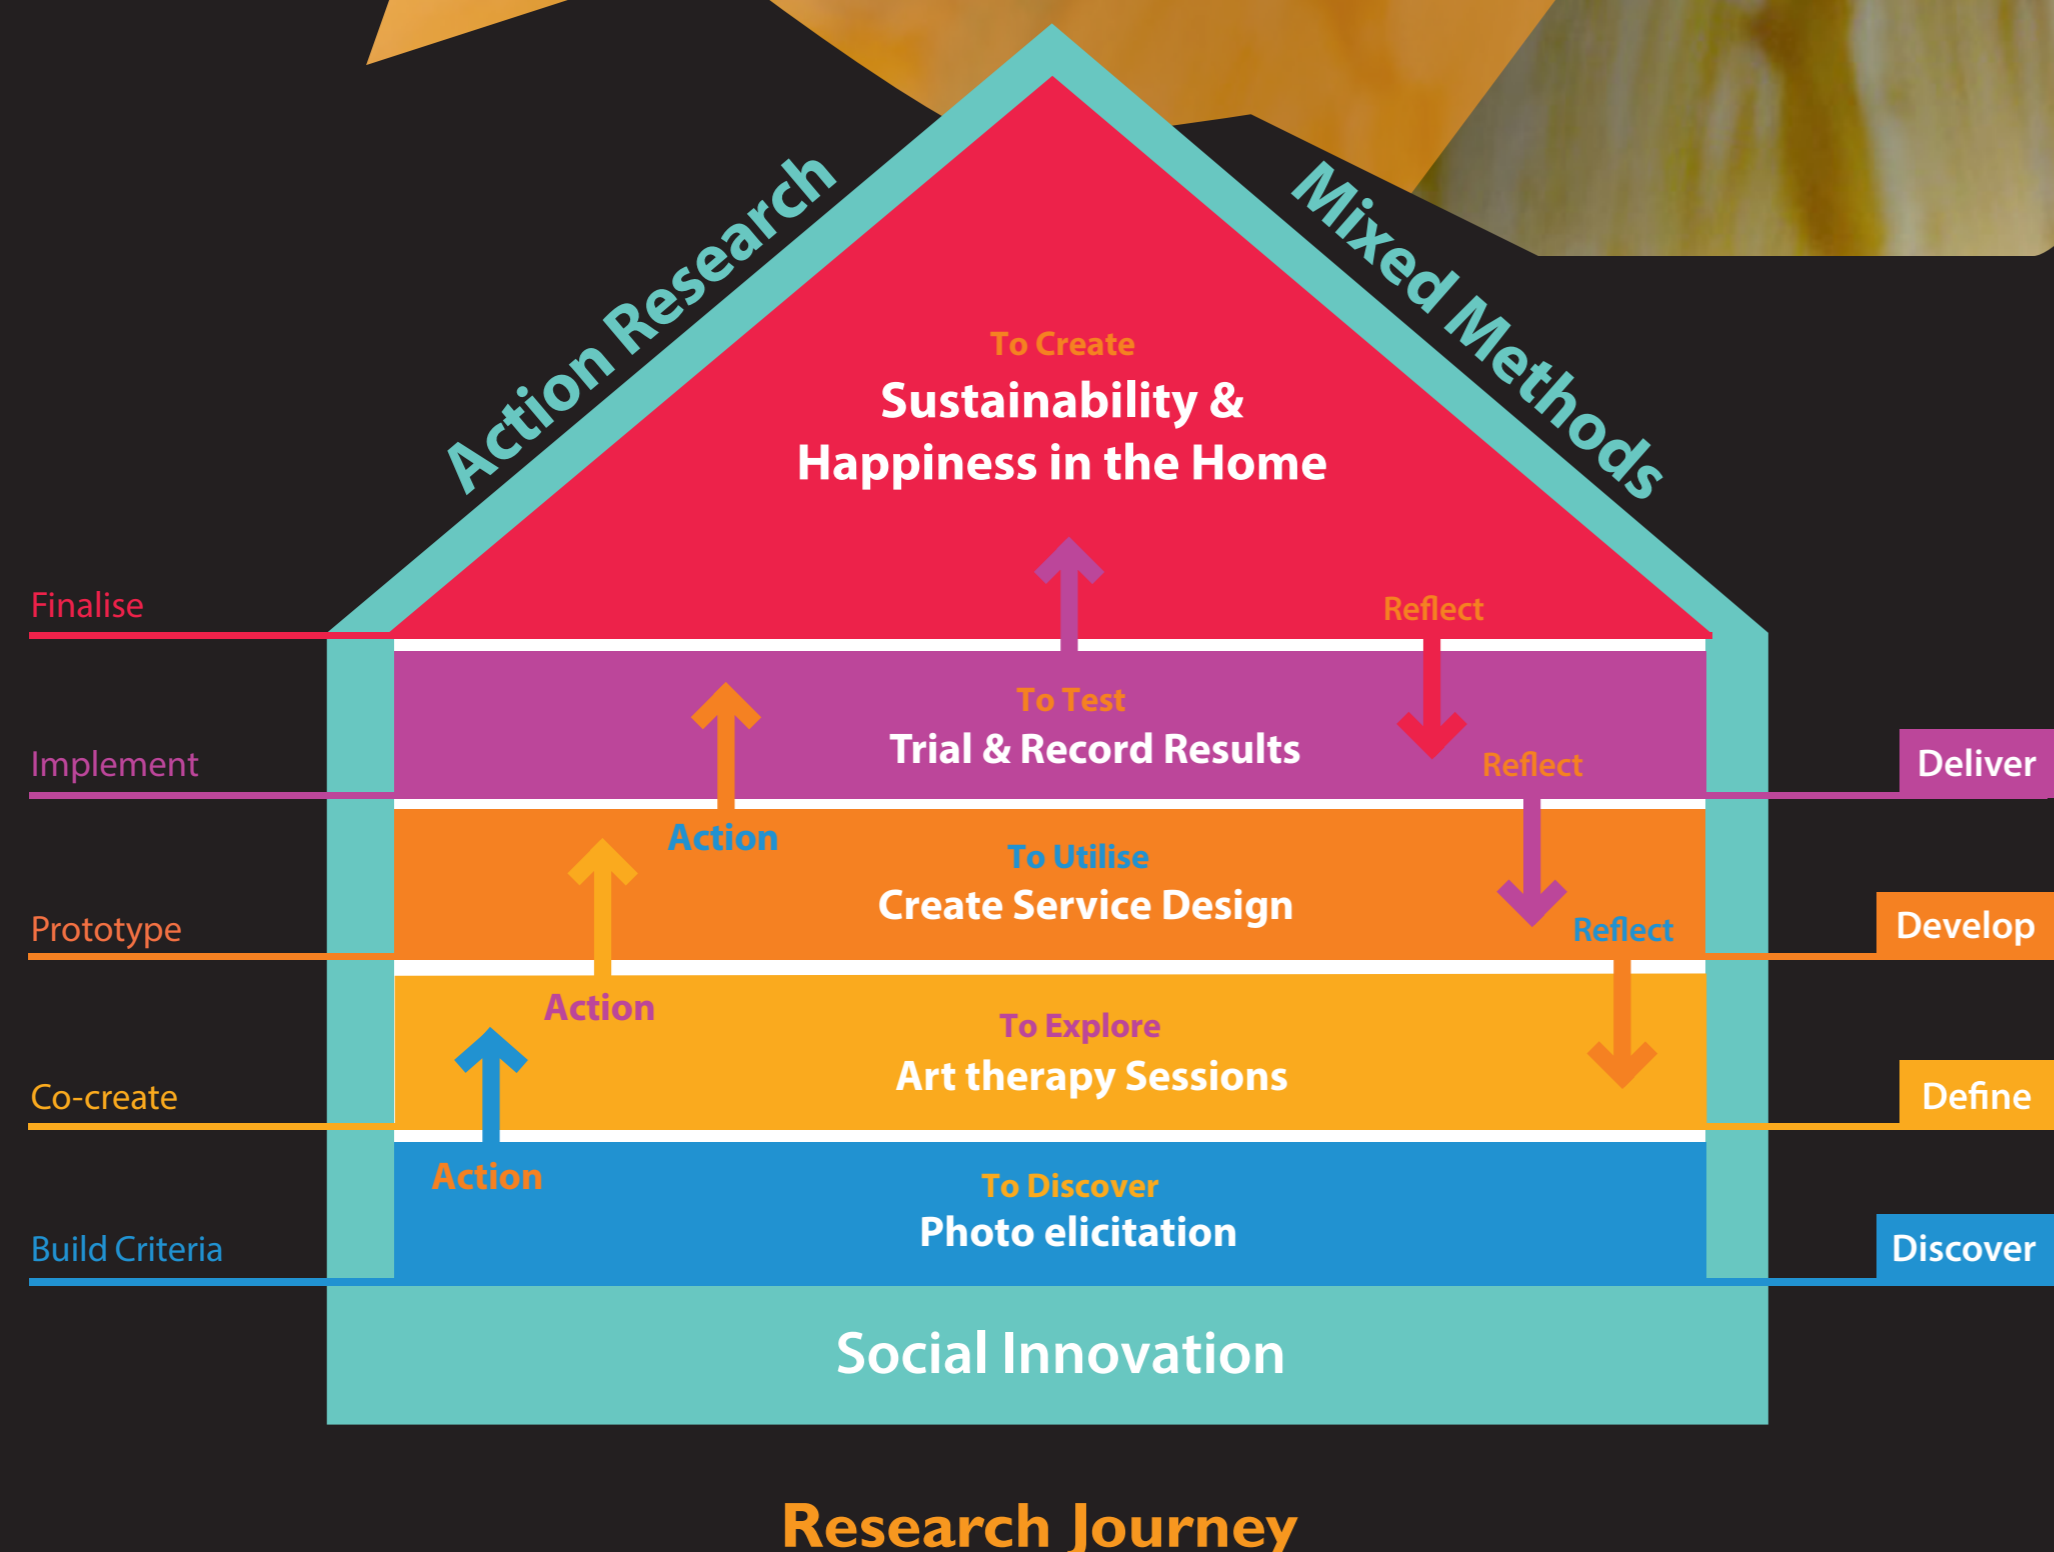 Action Research
Mixed Methods
To Create
Sustainability &
Happiness in the Home
Finalise
Reflect
To Test
Trial & Record Results
Implement
Reflect
Deliver
Action
To Utilise
Create Service Design
Prototype
Reflect
Develop
Action
To Explore
Art therapy Sessions
Co-create
Define
Action
To Discover
Photo elicitation
Build Criteria
Discover
Social Innovation
Research Journey